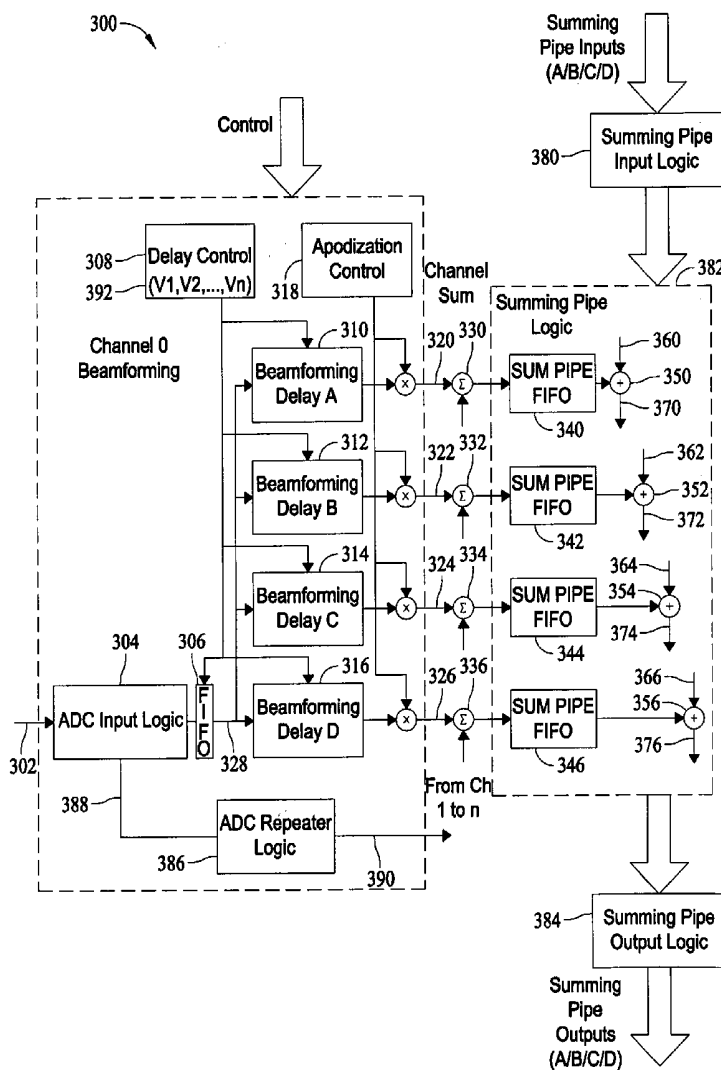 300
Summing
Pipe Inputs
(A/B/C/D)
Control
380
Summing Pipe
Input Logic
308
392
Delay Control
(V1,V2,...,Vn)
318
Apodization
Control
Channel
Sum
382
Summing Pipe
Logic
Channel 0
Beamforming
310
Beamforming
Delay A
×
320
330
Σ
SUM PIPE
FIFO
340
360
+
350
370
312
Beamforming
Delay B
×
322
332
Σ
SUM PIPE
FIFO
342
362
+
352
372
314
Beamforming
Delay C
×
324
334
Σ
SUM PIPE
FIFO
344
364
354
+
374
304
306
316
ADC Input Logic
302
FIFO
328
Beamforming
Delay D
×
326
336
Σ
SUM PIPE
FIFO
346
366
356
+
376
388
ADC Repeater
Logic
386
390
From Ch
1 to n
384
Summing Pipe
Output Logic
Summing
Pipe
Outputs
(A/B/C/D)